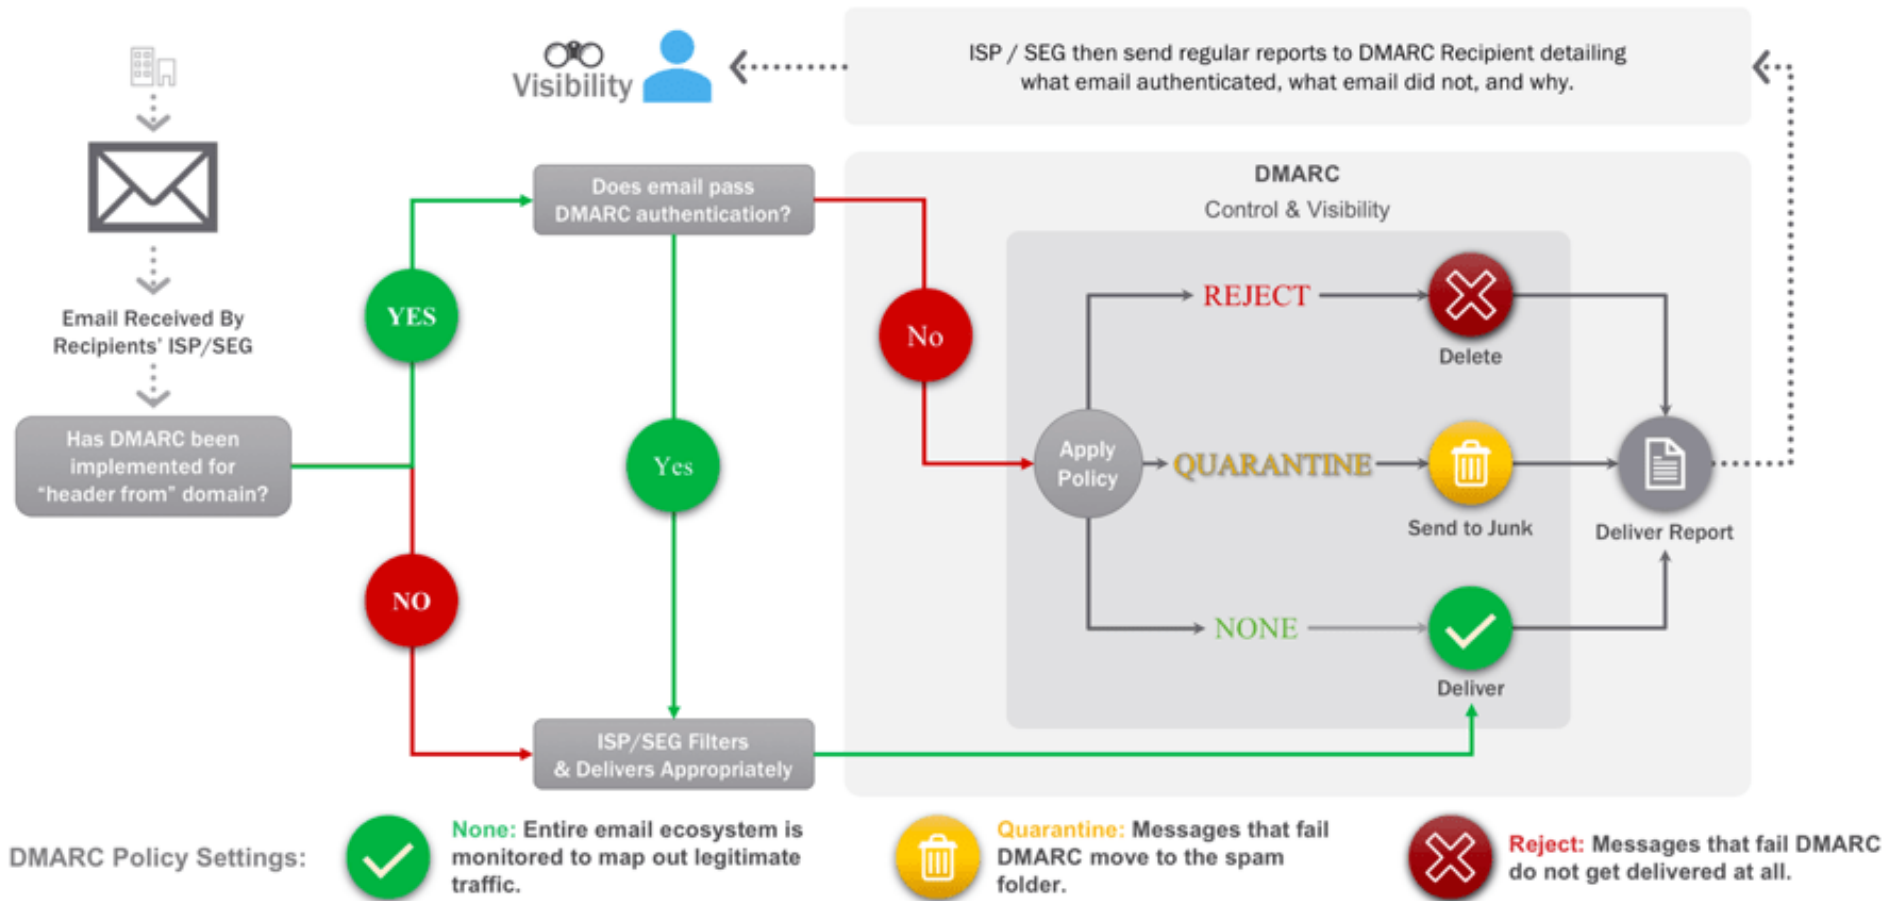 Visibility
ISP / SEG then send regular reports to DMARC Recipient detailing
what email authenticated, what email did not, and why.
Email Received By
Recipients' ISP/SEG
Has DMARC been
implemented for
"header from" domain?
YES
NO
Does email pass
DMARC authentication?
Yes
No
ISP/SEG Filters
& Delivers Appropriately
DMARC
Control & Visibility
Apply
Policy
REJECT
Delete
QUARANTINE
Send to Junk
NONE
Deliver
Deliver Report
DMARC Policy Settings:
None: Entire email ecosystem is
monitored to map out legitimate
traffic.
Quarantine: Messages that fail
DMARC move to the spam
folder.
Reject: Messages that fail DMARC
do not get delivered at all.